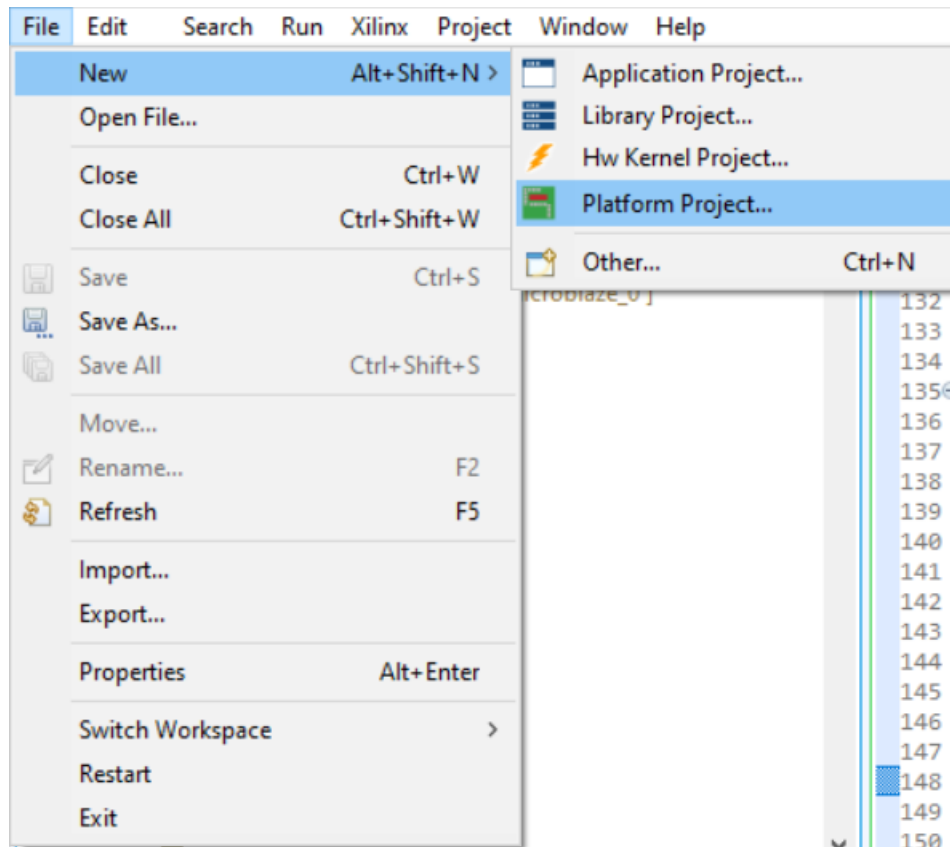 File Edit Search Run Xilinx Project Window Help
New Alt+Shift+N >
Open File...
Close Ctrl+W
Close All Ctrl+Shift+W
Save Ctrl+S
Save As...
Save All Ctrl+Shift+S
Move...
Rename... F2
Refresh F5
Import...
Export...
Properties Alt+Enter
Switch Workspace >
Restart
Exit
Application Project...
Library Project...
Hw Kernel Project...
Platform Project...
Other... Ctrl+N
132
133
134
135
136
137
138
139
140
141
142
143
144
145
146
147
148
149
150